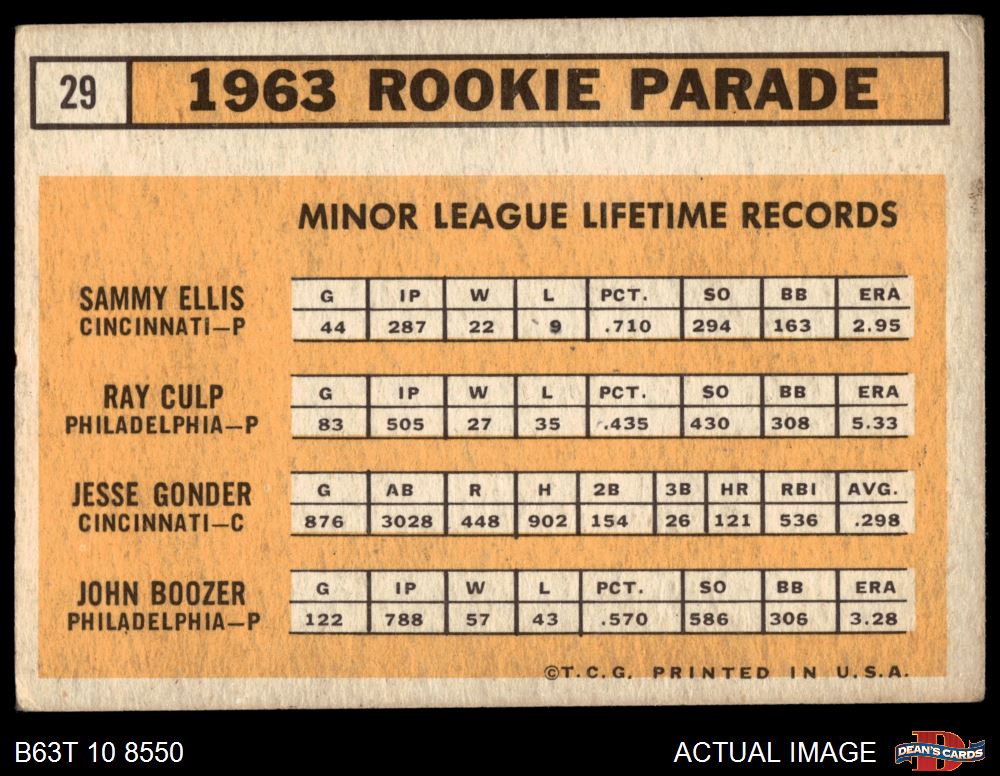 29 1963 ROOKIE PARADE
MINOR LEAGUE LIFETIME RECORDS
SAMMY ELLIS
CINCINNATI—P
G IP W L PCT. SO BB ERA
44 287 22 9 .710 294 163 2.95
RAY CULP
PHILADELPHIA—P
G IP W L PCT. SO BB ERA
83 505 27 35 .435 430 308 5.33
JESSE GONDER
CINCINNATI—C
G AB R H 2B 3B HR RBI AVG.
876 3028 448 902 154 26 121 536 .298
JOHN BOOZER
PHILADELPHIA—P
G IP W L PCT. SO BB ERA
122 788 57 43 .570 586 306 3.28
©T.C.G. PRINTED IN U.S.A.
B63T 10 8550
ACTUAL IMAGE
D
DEAN'S CARDS